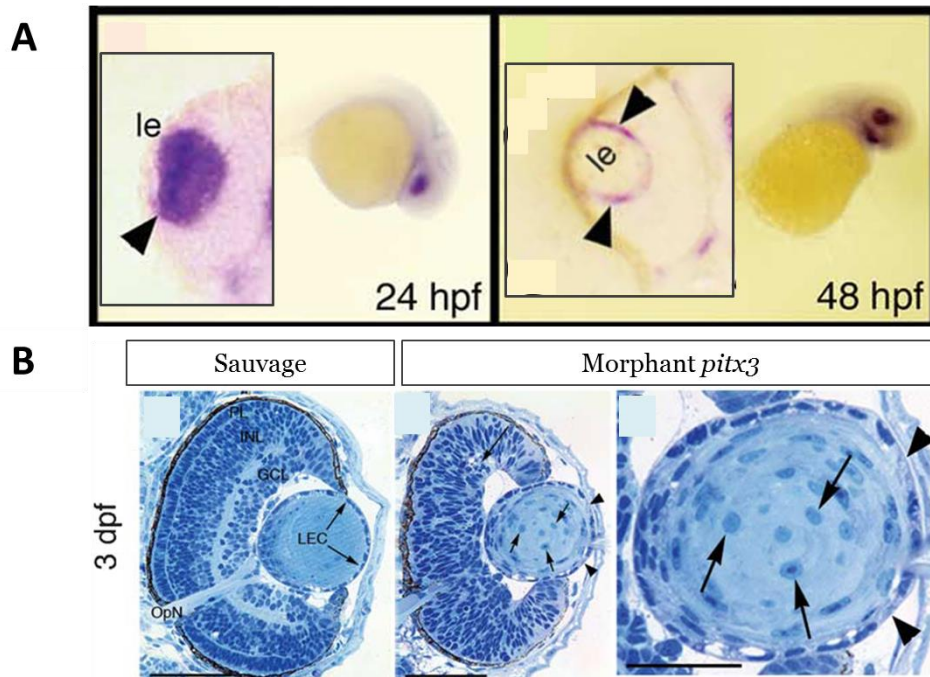 A
le
24 hpf
le
48 hpf
B
Sauvage
Morphant pitx3
3 dpf
PL
INL
GCL
LEC
OpN